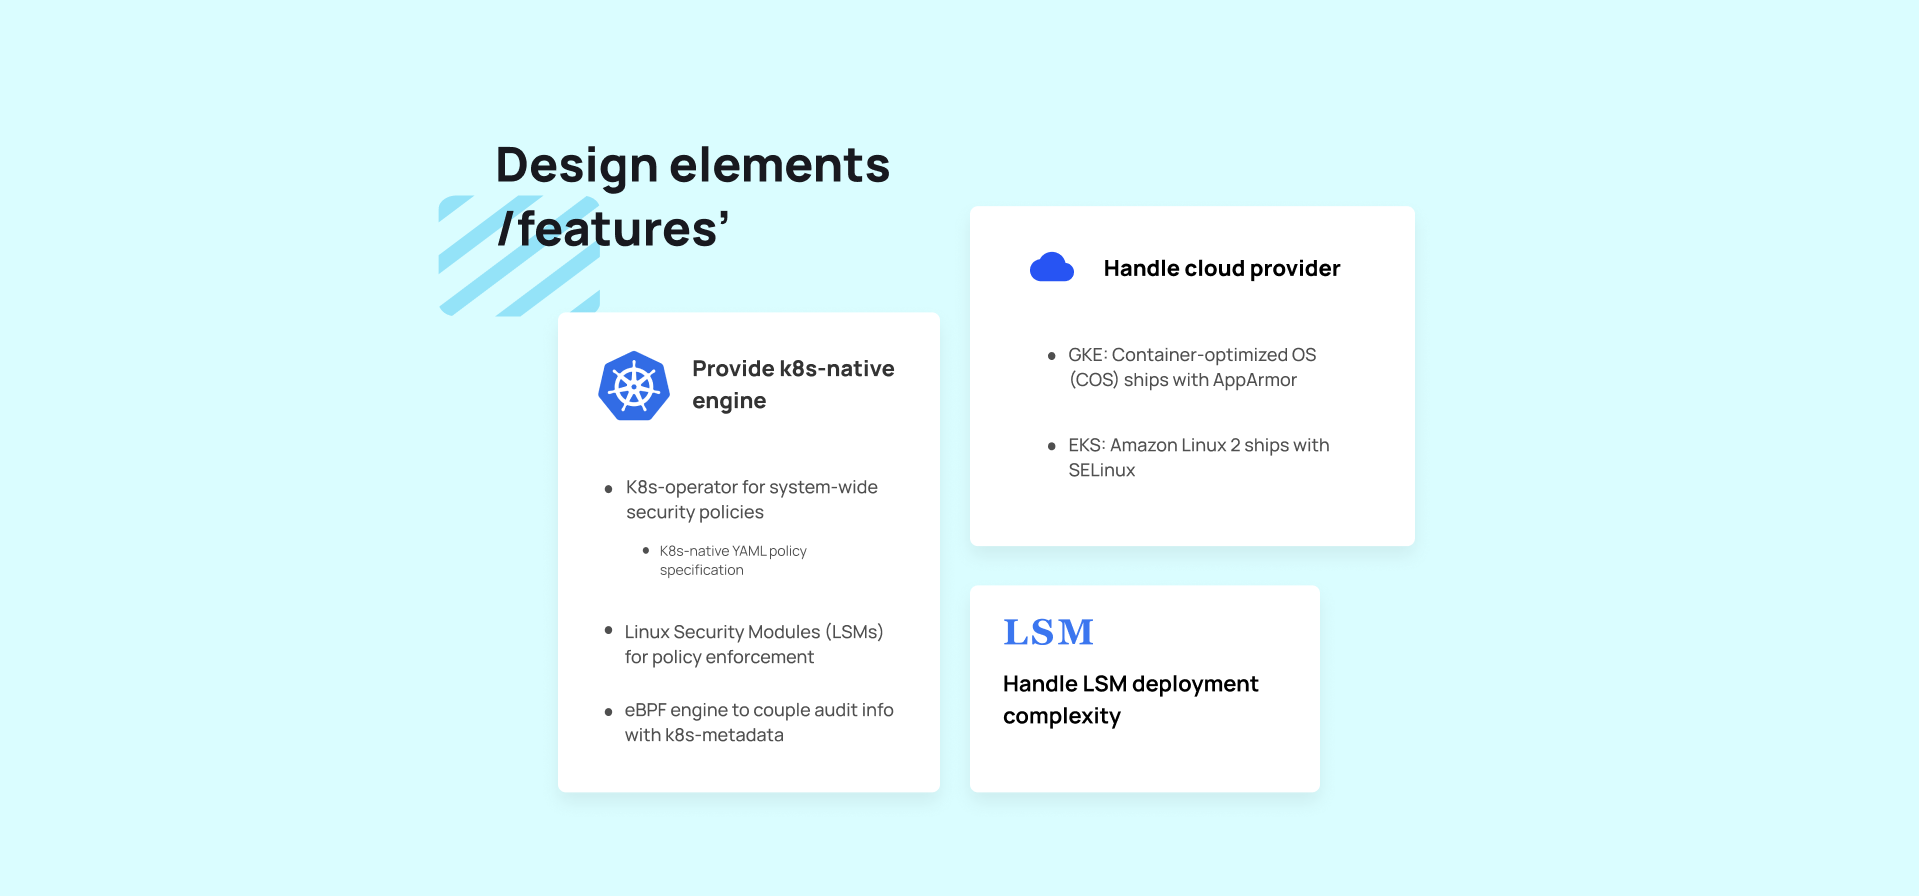 Design elements
/features’
Provide k8s-native
engine
K8s-operator for system-wide
security policies
K8s-native YAML policy
specification
Linux Security Modules (LSMs)
for policy enforcement
eBPF engine to couple audit info
with k8s-metadata
Handle cloud provider
GKE: Container-optimized OS
(COS) ships with AppArmor
EKS: Amazon Linux 2 ships with
SELinux
LSM
Handle LSM deployment
complexity